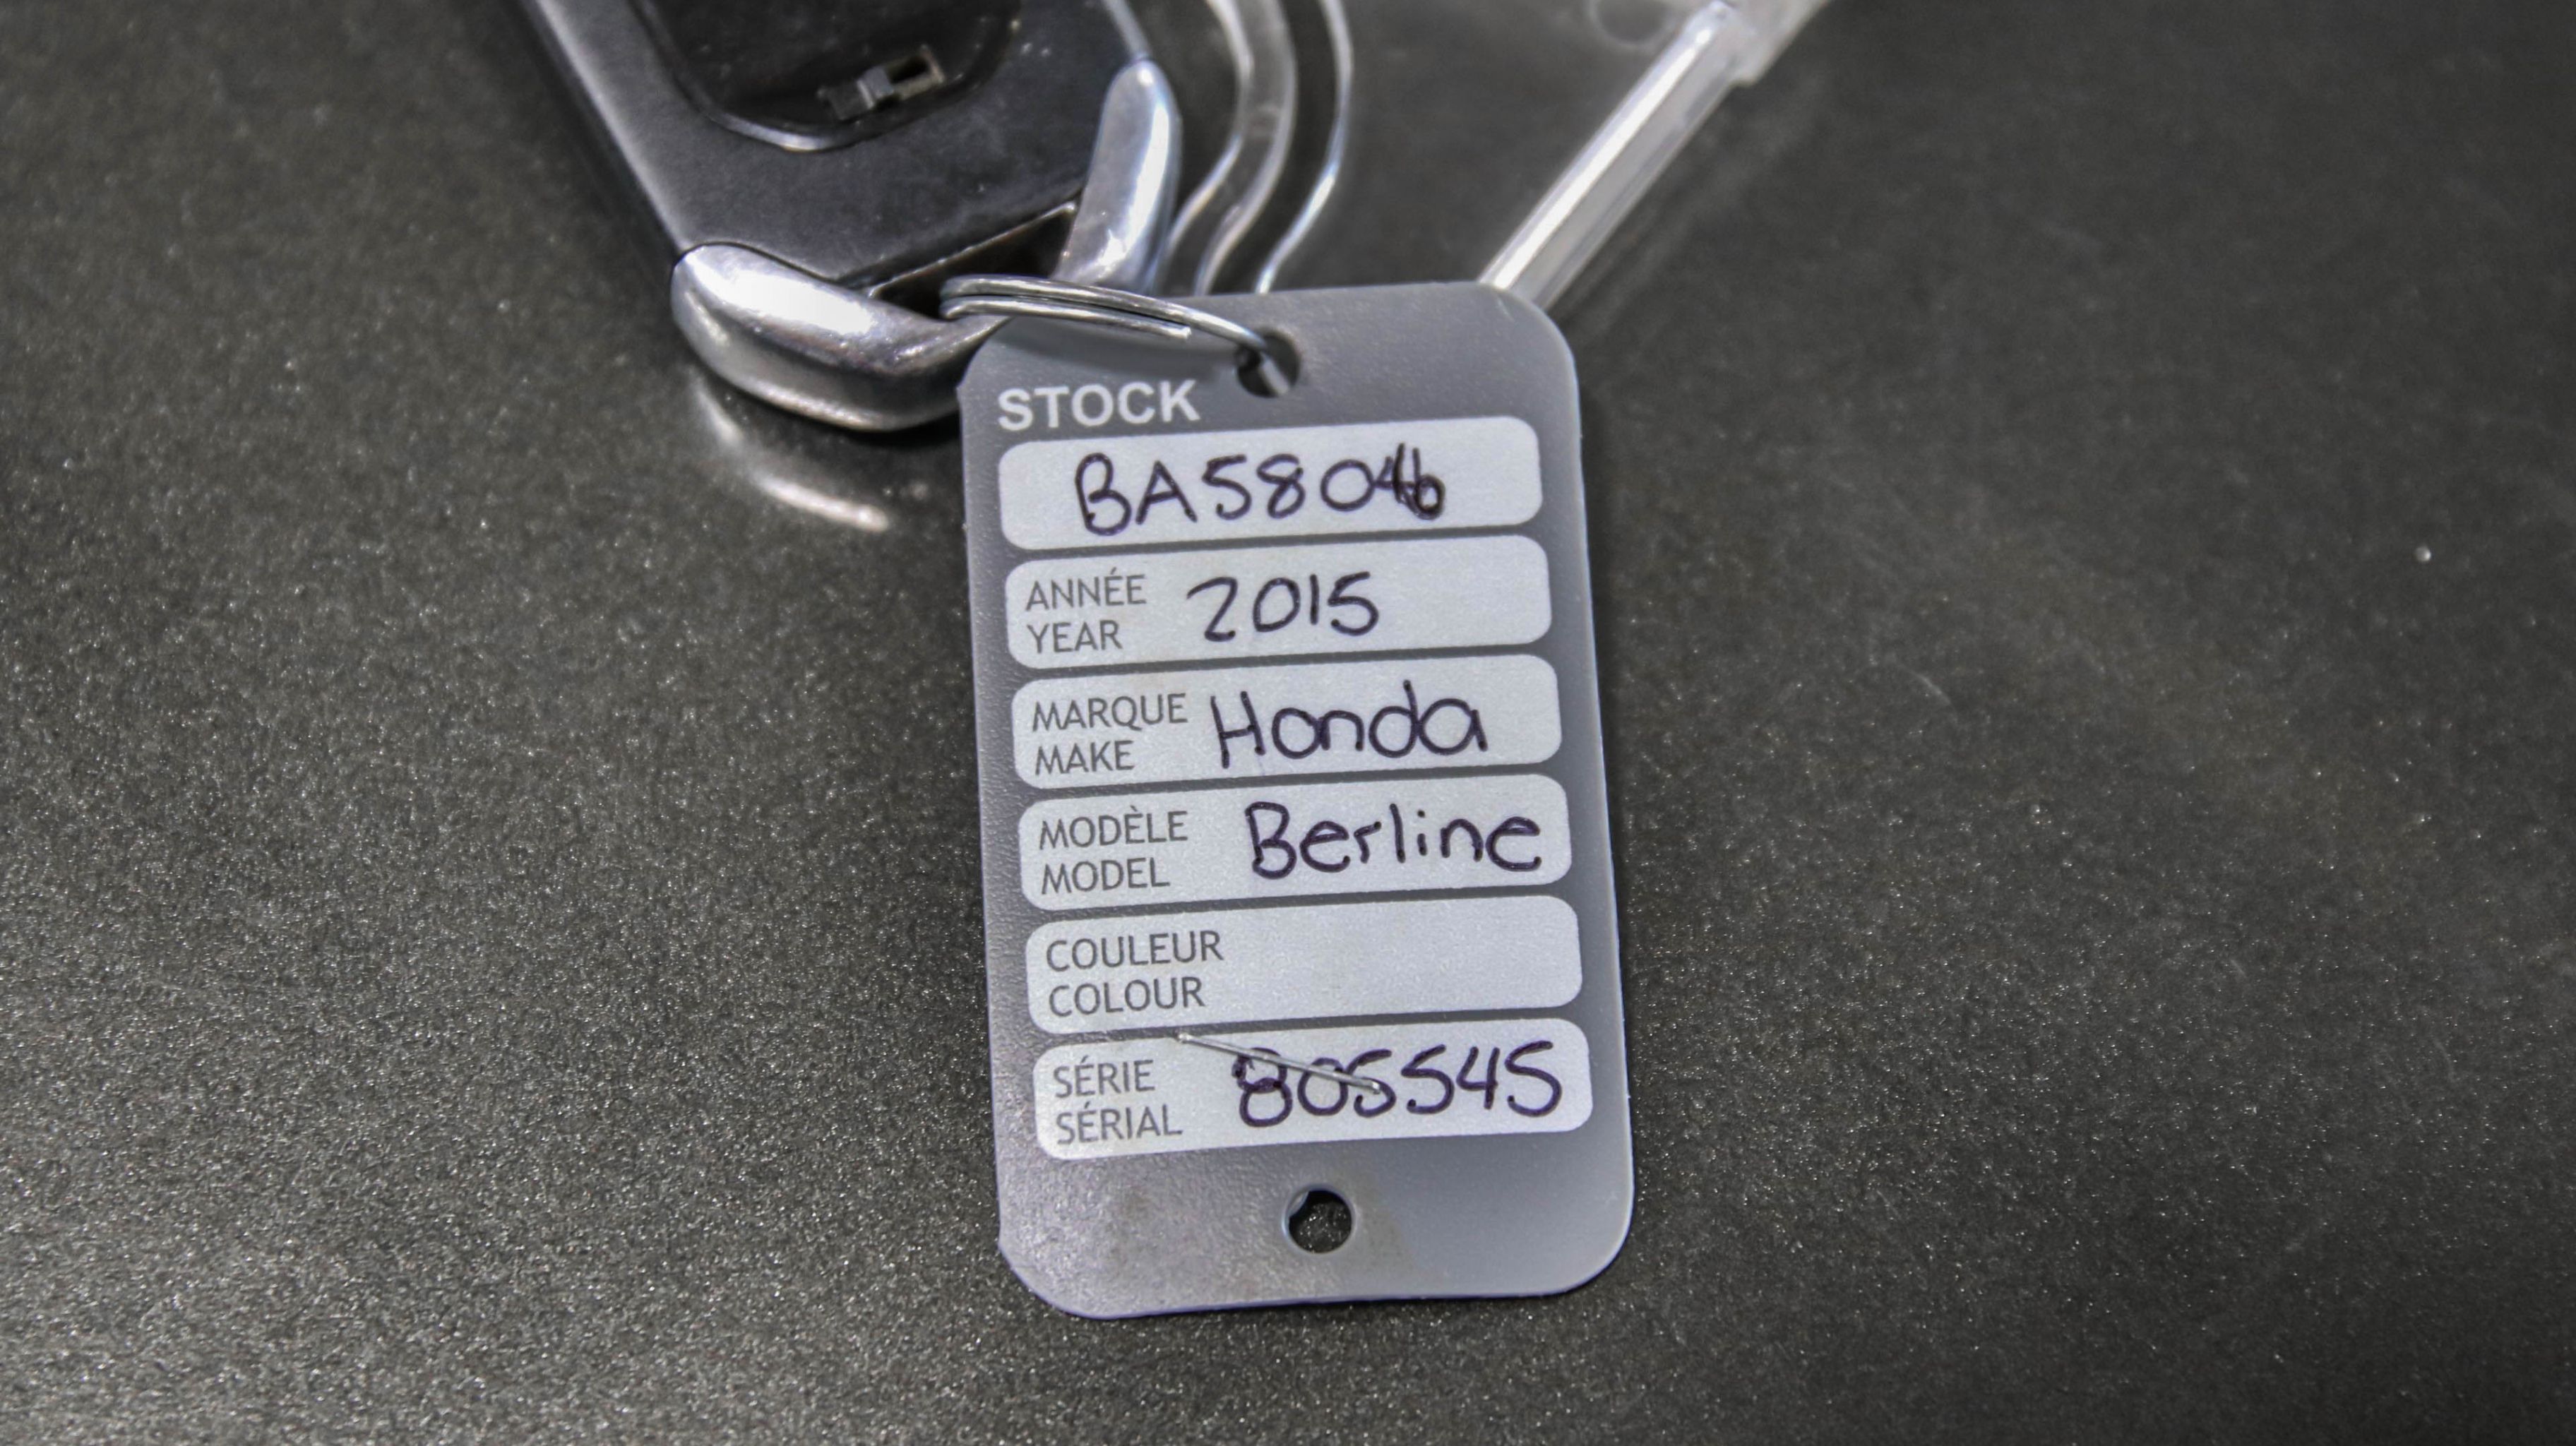 STOCK
BA58046
ANNÉE 2015
YEAR
MARQUE Honda
MAKE
MODÈLE Berline
MODEL
COULEUR
COLOUR
SÉRIE 805545
SÉRIAL